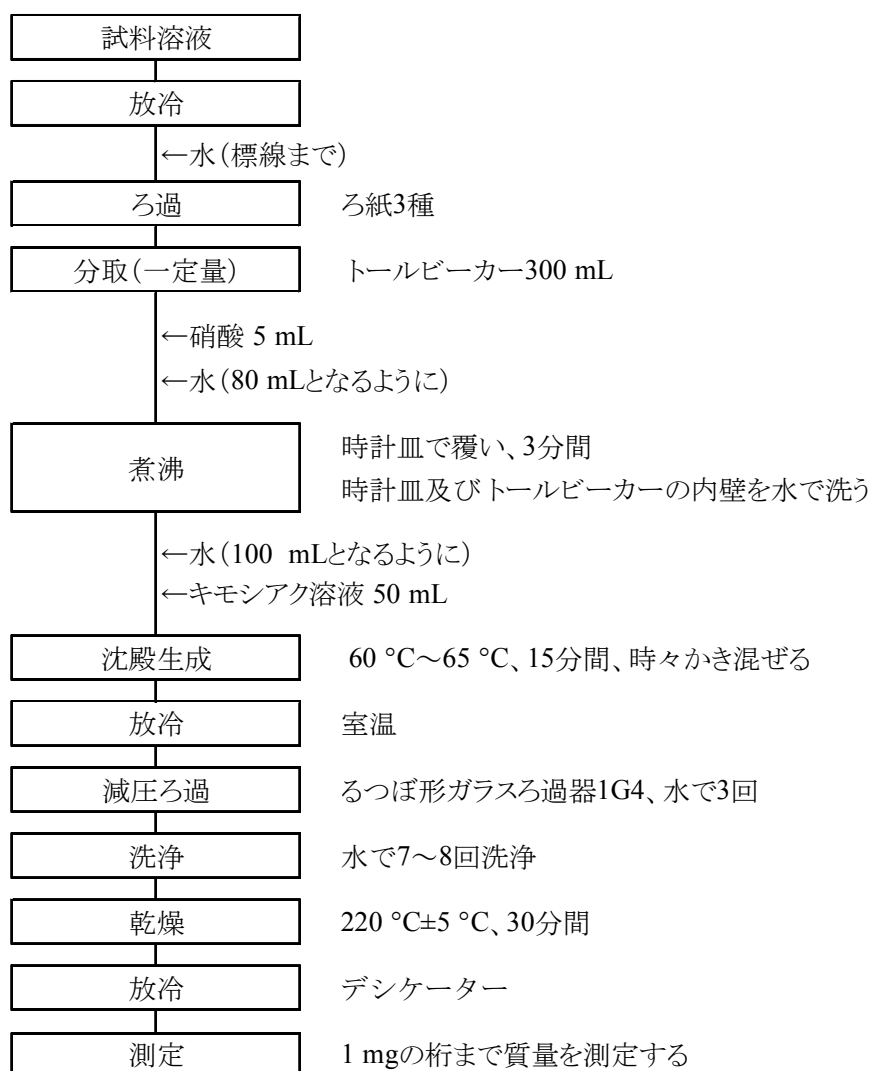 試料溶液
放冷
←水(標線まで)
ろ過 ろ紙3種
分取(一定量) トールビーカー300 mL
←硝酸 5 mL
←水(80 mLとなるように)
煮沸
時計皿で覆い、3分間
時計皿及びトールビーカーの内壁を水で洗う
←水(100 mLとなるように)
←キモシアク溶液 50 mL
沈殿生成 60 °C~65 °C、15分間、時々かき混ぜる
放冷 室温
減圧ろ過 るつぼ形ガラスろ過器1G4、水で3回
洗浄 水で7~8回洗浄
乾燥 220 °C±5 °C、30分間
放冷 デシケーター
測定 1 mgの桁まで質量を測定する